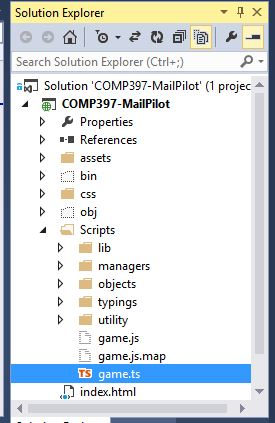 Solution Explorer
Search Solution Explorer (Ctrl+;)
Solution 'COMP397-MailPilot' (1 projec
COMP397-MailPilot
Properties
References
assets
bin
css
obj
Scripts
lib
managers
objects
typings
utility
game.js
game.js.map
TS game.ts
index.html